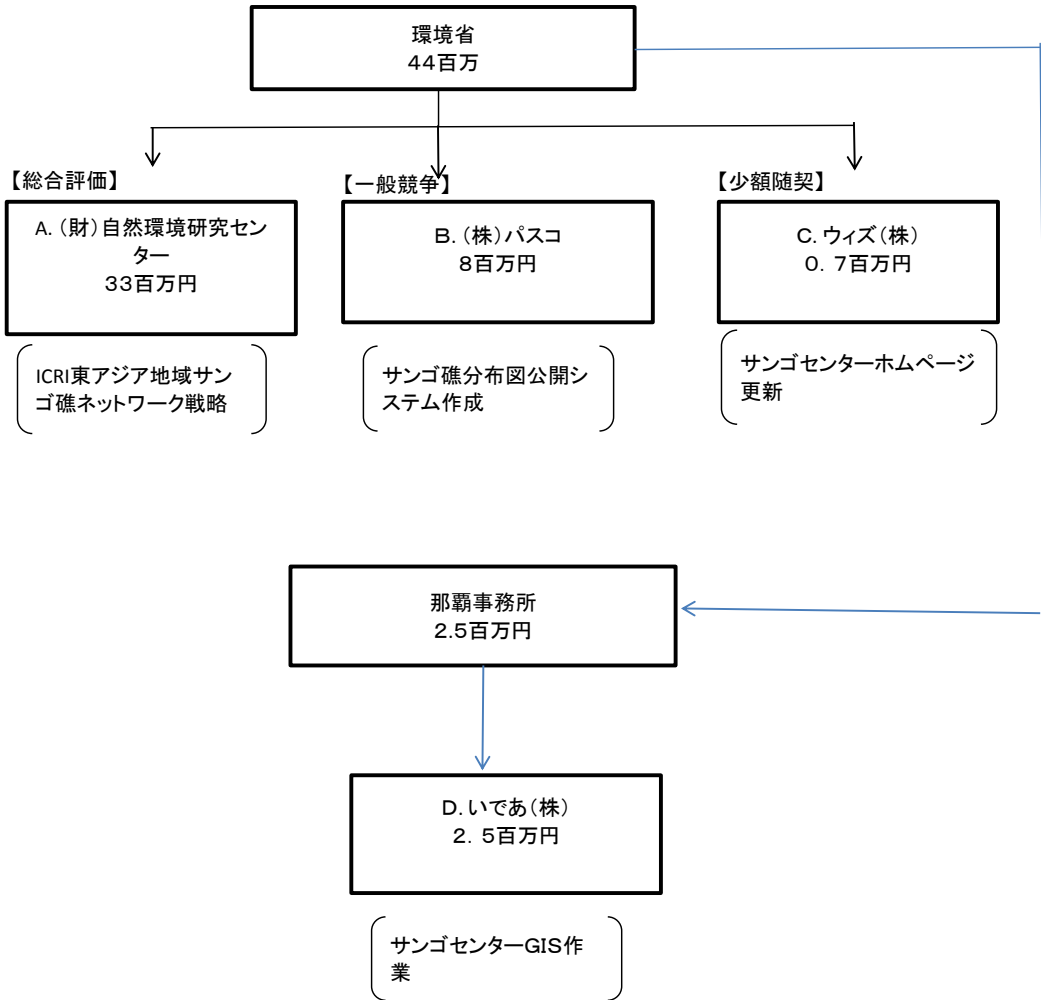 環境省
44百万
【総合評価】
A.（財）自然環境研究セン
ター
33百万円
【一般競争】
B.（株）パスコ
8百万円
【少額随契】
C.ウィズ（株）
0．7百万円
ICRI東アジア地域サン
ゴ礁ネットワーク戦略
サンゴ礁分布図公開シ
ステム作成
サンゴセンターホームページ
更新
那覇事務所
2.5百万円
D.いであ（株）
2．5百万円
サンゴセンターGIS作
業